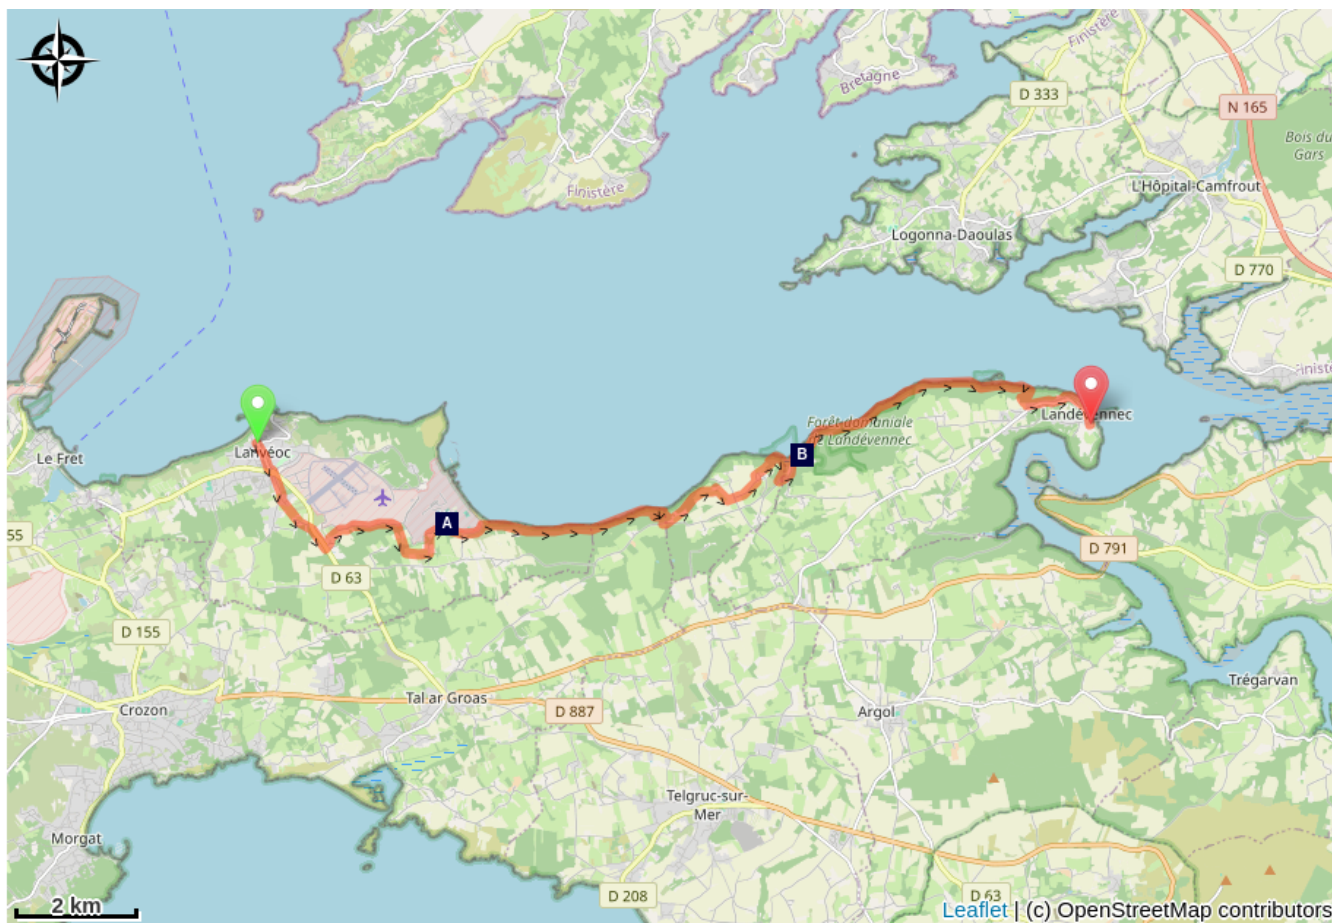 Finistère
D 333
Bretagne
N 165
Bois du
Gars
L'Hôpital-Camfrout
Finistère
Logonna-Daoulas
D 770
Finistè
Landévennec
Forêt domaniale
de Landévennec
Le Fret
Lanvéoc
B
A
55
D 63
D 791
D 155
Trégarvan
Tal ar Groas
Crozon
D 887
Argol
Telgruc-sur-
Mer
Morgat
D 208
D 63
2 km
Leaflet | (c) OpenStreetMap contributors